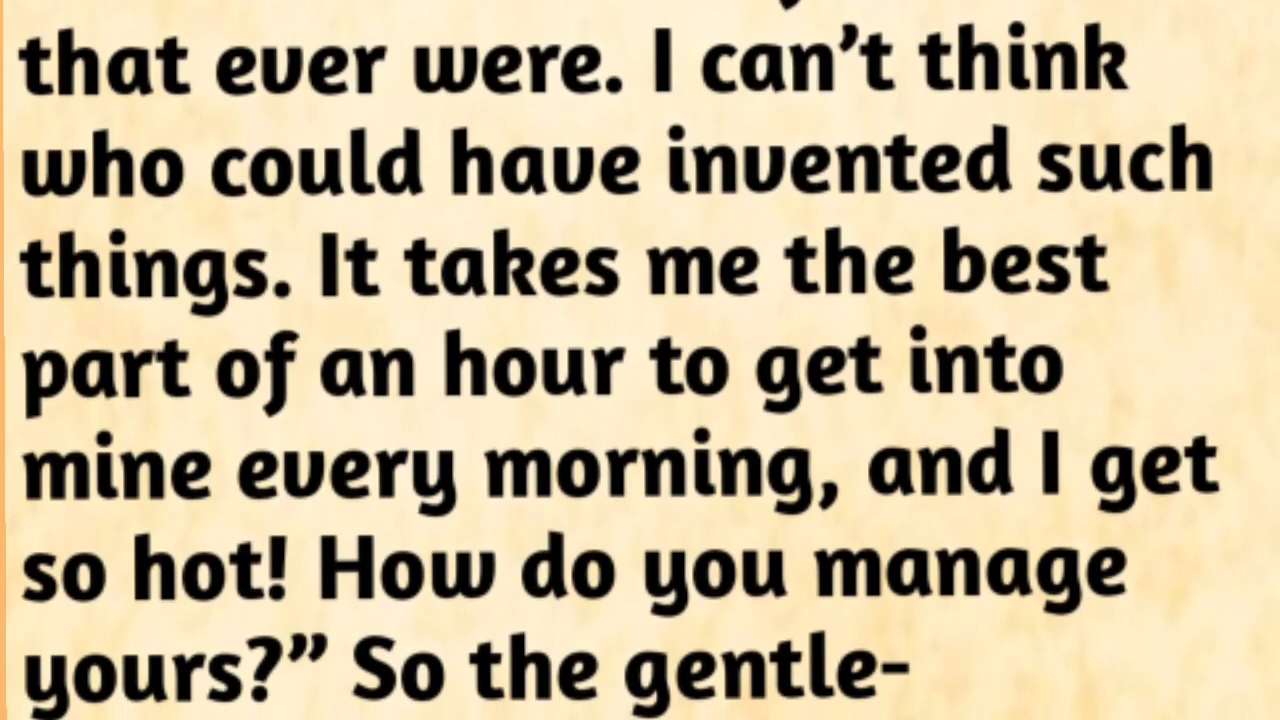 that ever were. I can’t think
who could have invented such
things. It takes me the best
part of an hour to get into
mine every morning, and I get
so hot! How do you manage
yours?” So the gentle-